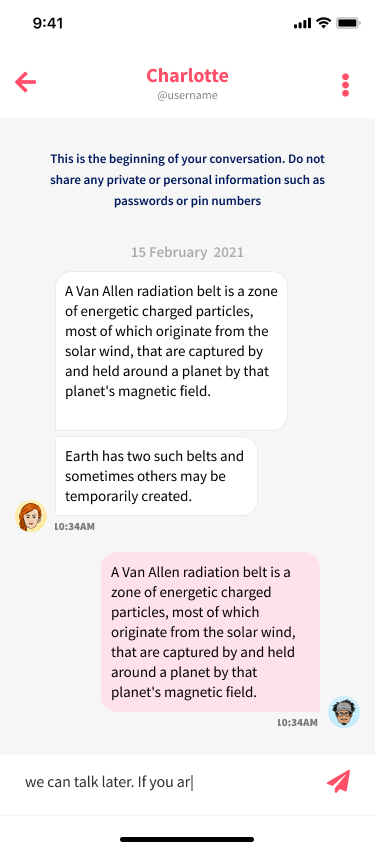 9:41
Charlotte
@username
This is the beginning of your conversation. Do not
share any private or personal information such as
passwords or pin numbers
15 February 2021
A Van Allen radiation belt is a zone
of energetic charged particles,
most of which originate from the
solar wind, that are captured by
and held around a planet by that
planet's magnetic field.
Earth has two such belts and
sometimes others may be
temporarily created.
10:34AM
A Van Allen radiation belt is a
zone of energetic charged
particles, most of which
originate from the solar wind,
that are captured by and held
around a planet by that
planet's magnetic field.
10:34AM
we can talk later. If you ar